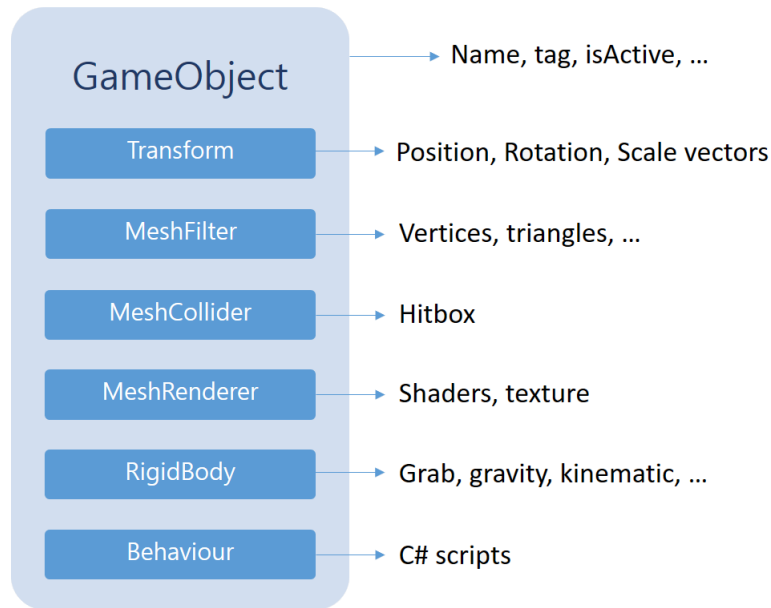 GameObject
Name, tag, isActive, ...
Transform
Position, Rotation, Scale vectors
MeshFilter
Vertices, triangles, ...
MeshCollider
Hitbox
MeshRenderer
Shaders, texture
RigidBody
Grab, gravity, kinematic, ...
Behaviour
C# scripts